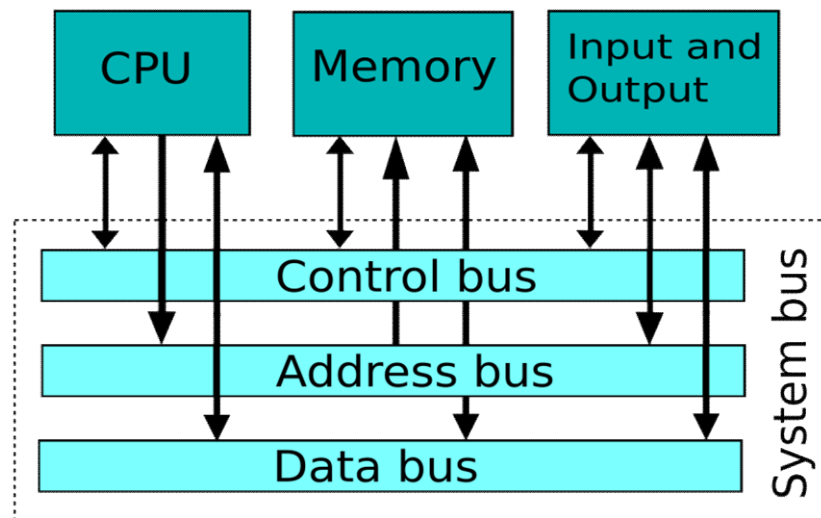 CPU
Memory
Input and
Output
Control bus
Address bus
Data bus
System bus